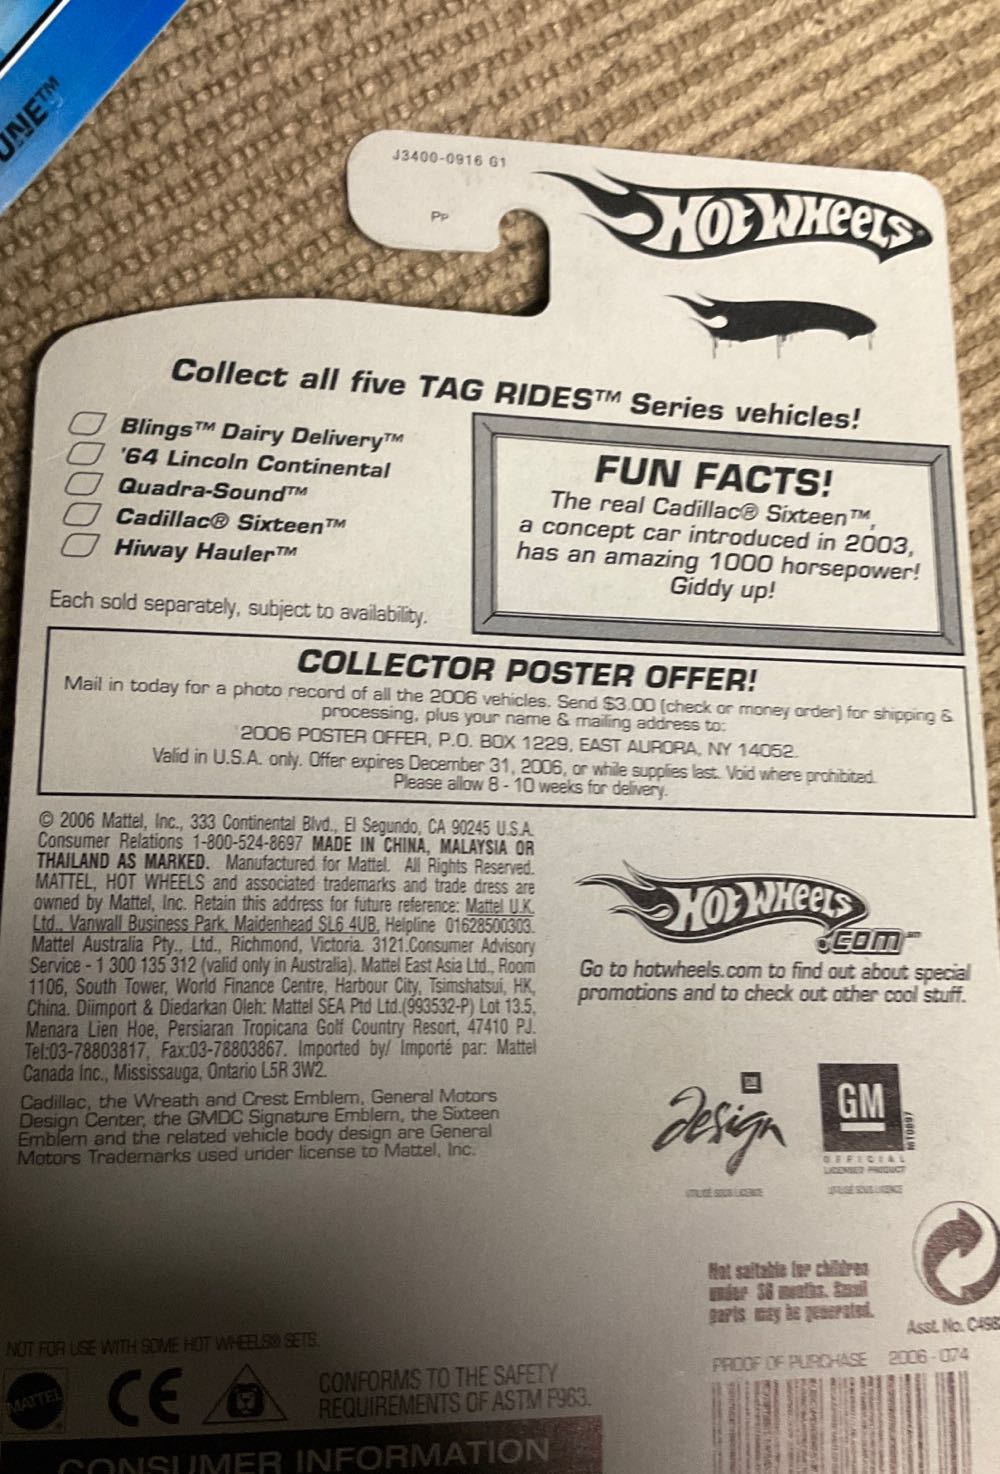 UNE™
J3400-0916 G1
Pp
HOT WHEELS
Collect all five TAG RIDES™ Series vehicles!
Blings™ Dairy Delivery™
'64 Lincoln Continental
Quadra-Sound™
Cadillac® Sixteen™
Hiway Hauler™
Each sold separately, subject to availability.
FUN FACTS!
The real Cadillac® Sixteen™,
a concept car introduced in 2003,
has an amazing 1000 horsepower!
Giddy up!
COLLECTOR POSTER OFFER!
Mail in today for a photo record of all the 2006 vehicles. Send $3.00 (check or money order) for shipping &
processing, plus your name & mailing address to:
2006 POSTER OFFER, P.O. BOX 1229, EAST AURORA, NY 14052.
Valid in U.S.A. only. Offer expires December 31, 2006, or while supplies last. Void where prohibited.
Please allow 8 - 10 weeks for delivery.
© 2006 Mattel, Inc., 333 Continental Blvd., El Segundo, CA 90245 U.S.A.
Consumer Relations 1-800-524-8697 MADE IN CHINA, MALAYSIA OR
THAILAND AS MARKED. Manufactured for Mattel. All Rights Reserved.
MATTEL, HOT WHEELS and associated trademarks and trade dress are
owned by Mattel, Inc. Retain this address for future reference: Mattel U.K.
Ltd., Vanwall Business Park, Maidenhead SL6 4UB. Helpline 01628500303.
Mattel Australia Pty., Ltd., Richmond, Victoria. 3121.Consumer Advisory
Service - 1 300 135 312 (valid only in Australia). Mattel East Asia Ltd., Room
1106, South Tower, World Finance Centre, Harbour City, Tsimshatsui, HK,
China. Diimport & Diedarkan Oleh: Mattel SEA Ptd Ltd.(993532-P) Lot 13.5,
Menara Lien Hoe, Persiaran Tropicana Golf Country Resort, 47410 PJ.
Tel:03-78803817, Fax:03-78803867. Imported by/ Importé par: Mattel
Canada Inc., Mississauga, Ontario L5R 3W2.
Cadillac, the Wreath and Crest Emblem, General Motors
Design Center, the GMDC Signature Emblem, the Sixteen
Emblem and the related vehicle body design are General
Motors Trademarks used under license to Mattel, Inc.
HOT WHEELS
.com℠
Go to hotwheels.com to find out about special
promotions and to check out other cool stuff.
GM
design
UTILISÉ SOUS LICENCE
GM
OFFICIAL
LICENSED PRODUCT
UTILISÉ SOUS LICENCE
M10897
Not suitable for children
under 36 months. Small
parts may be generated.
Asst. No. C498
PROOF OF PURCHASE 2006-074
NOT FOR USE WITH SOME HOT WHEELS® SETS.
MATTEL
CE
CONFORMS TO THE SAFETY
REQUIREMENTS OF ASTM F963.
CONSUMER INFORMATION